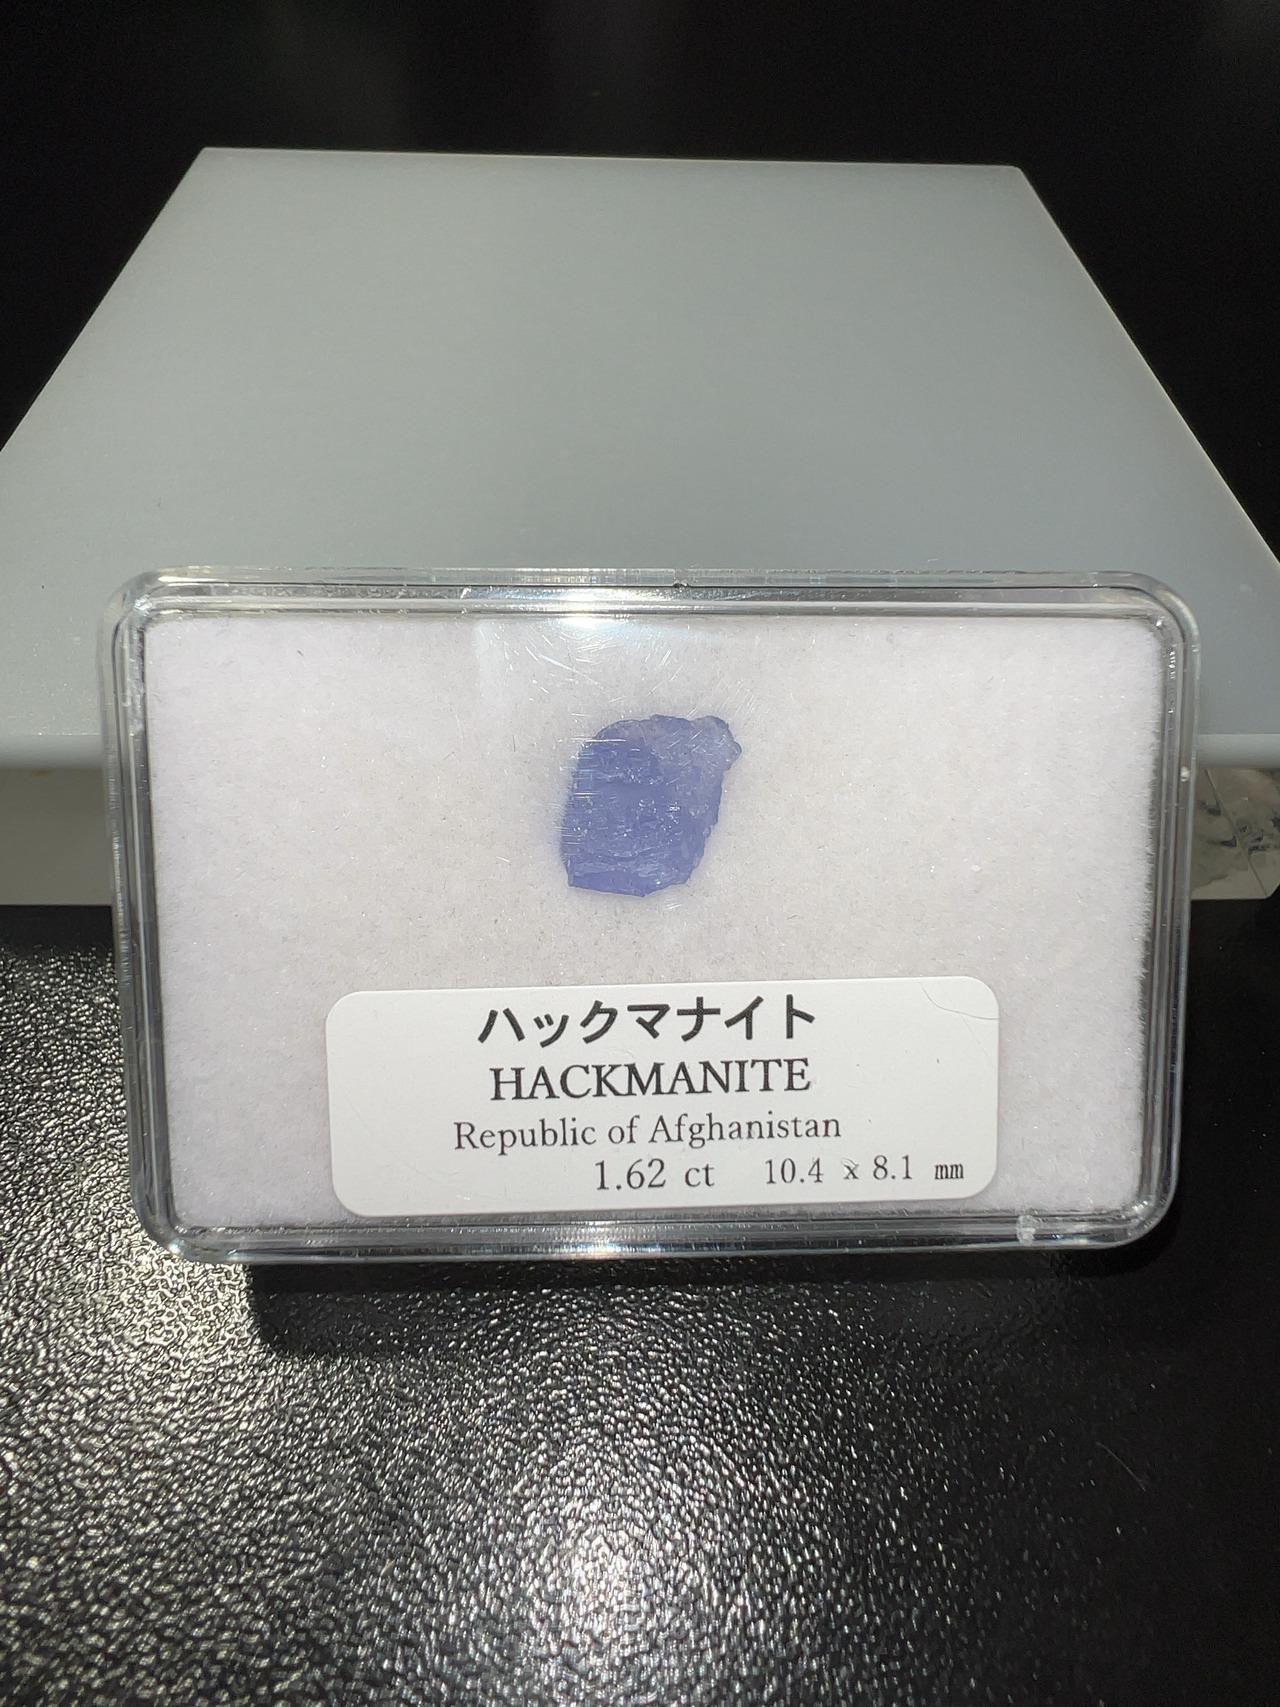 ハックマナイト
HACKMANITE
Republic of Afghanistan
1.62 ct 10.4 x 8.1 ㎜